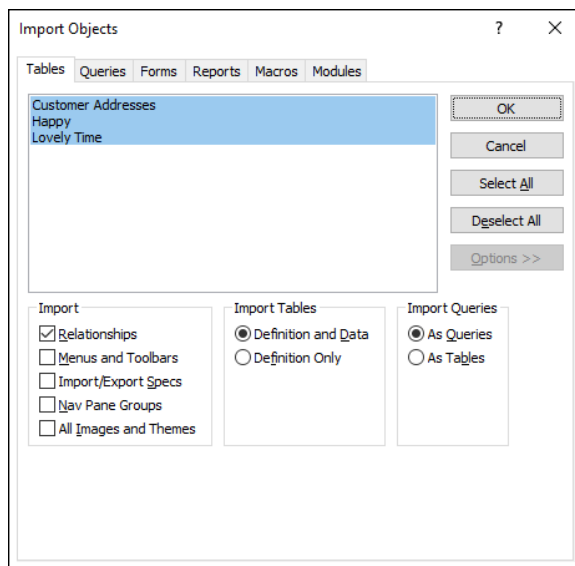 Import Objects
?
Tables Queries Forms Reports Macros Modules
Customer Addresses
Happy
Lovely Time
OK
Cancel
Select All
Deselect All
Options >>
Import
Relationships
Menus and Toolbars
Import/Export Specs
Nav Pane Groups
All Images and Themes
Import Tables
Definition and Data
Definition Only
Import Queries
As Queries
As Tables